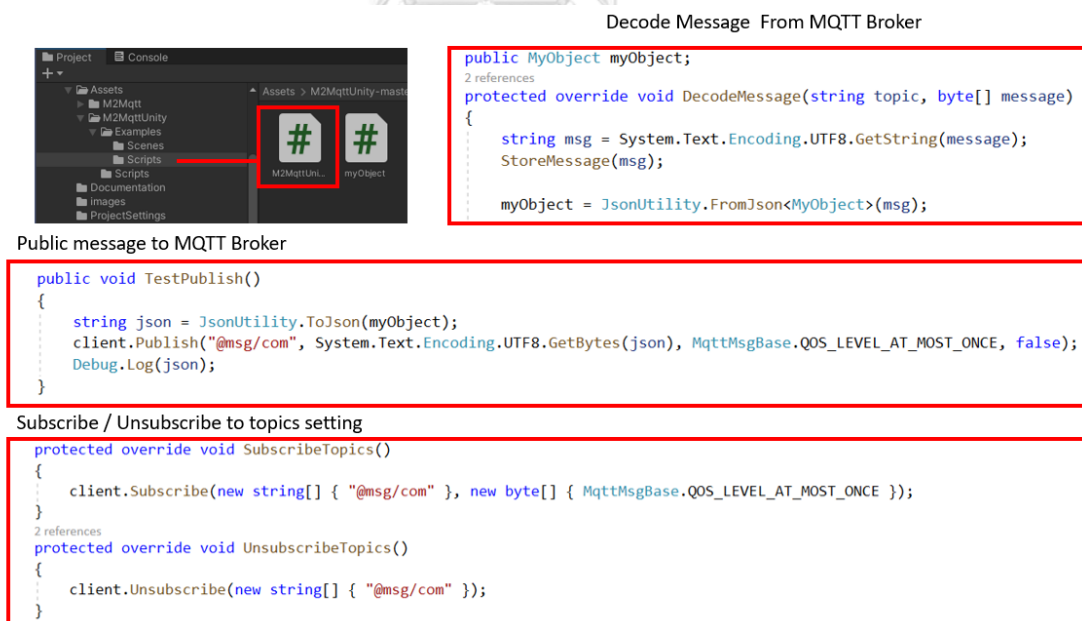 Decode Message From MQTT Broker
Project Console
Assets
M2Mqtt
M2MqttUnity
Examples
Scenes
Scripts
Scripts
Documentation
images
ProjectSettings
Assets > M2MqttUnity-maste
M2MqttUni... myObject
public MyObject myObject;
2 references
protected override void DecodeMessage(string topic, byte[] message)
{
string msg = System.Text.Encoding.UTF8.GetString(message);
StoreMessage(msg);
myObject = JsonUtility.FromJson<MyObject>(msg);
Public message to MQTT Broker
public void TestPublish()
{
string json = JsonUtility.ToJson(myObject);
client.Publish("@msg/com", System.Text.Encoding.UTF8.GetBytes(json), MqttMsgBase.QOS_LEVEL_AT_MOST_ONCE, false);
Debug.Log(json);
}
Subscribe / Unsubscribe to topics setting
protected override void SubscribeTopics()
{
client.Subscribe(new string[] { "@msg/com" }, new byte[] { MqttMsgBase.QOS_LEVEL_AT_MOST_ONCE });
}
2 references
protected override void UnsubscribeTopics()
{
client.Unsubscribe(new string[] { "@msg/com" });
}